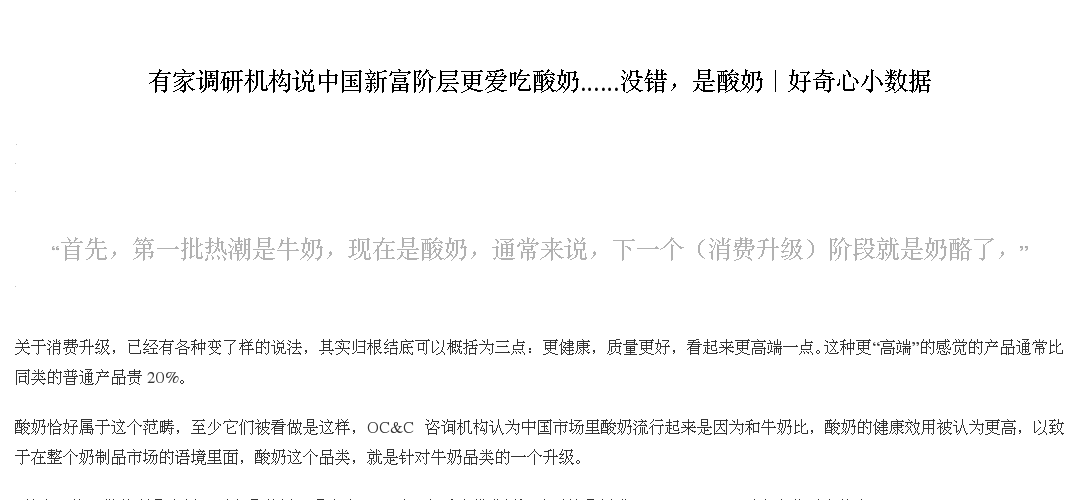 有家调研机构说中国新富阶层更爱吃酸奶……没错，是酸奶｜好奇心小数据
“首先，第一批热潮是牛奶，现在是酸奶，通常来说，下一个（消费升级）阶段就是奶酪了，”
关于消费升级，已经有各种变了样的说法，其实归根结底可以概括为三点：更健康，质量更好，看起来更高端一点。这种更“高端”的感觉的产品通常比
同类的普通产品贵 20%。
酸奶恰好属于这个范畴，至少它们被看做是这样，OC&C 咨询机构认为中国市场里酸奶流行起来是因为和牛奶比，酸奶的健康效用被认为更高，以致
于在整个奶制品市场的语境里面，酸奶这个品类，就是针对牛奶品类的一个升级。